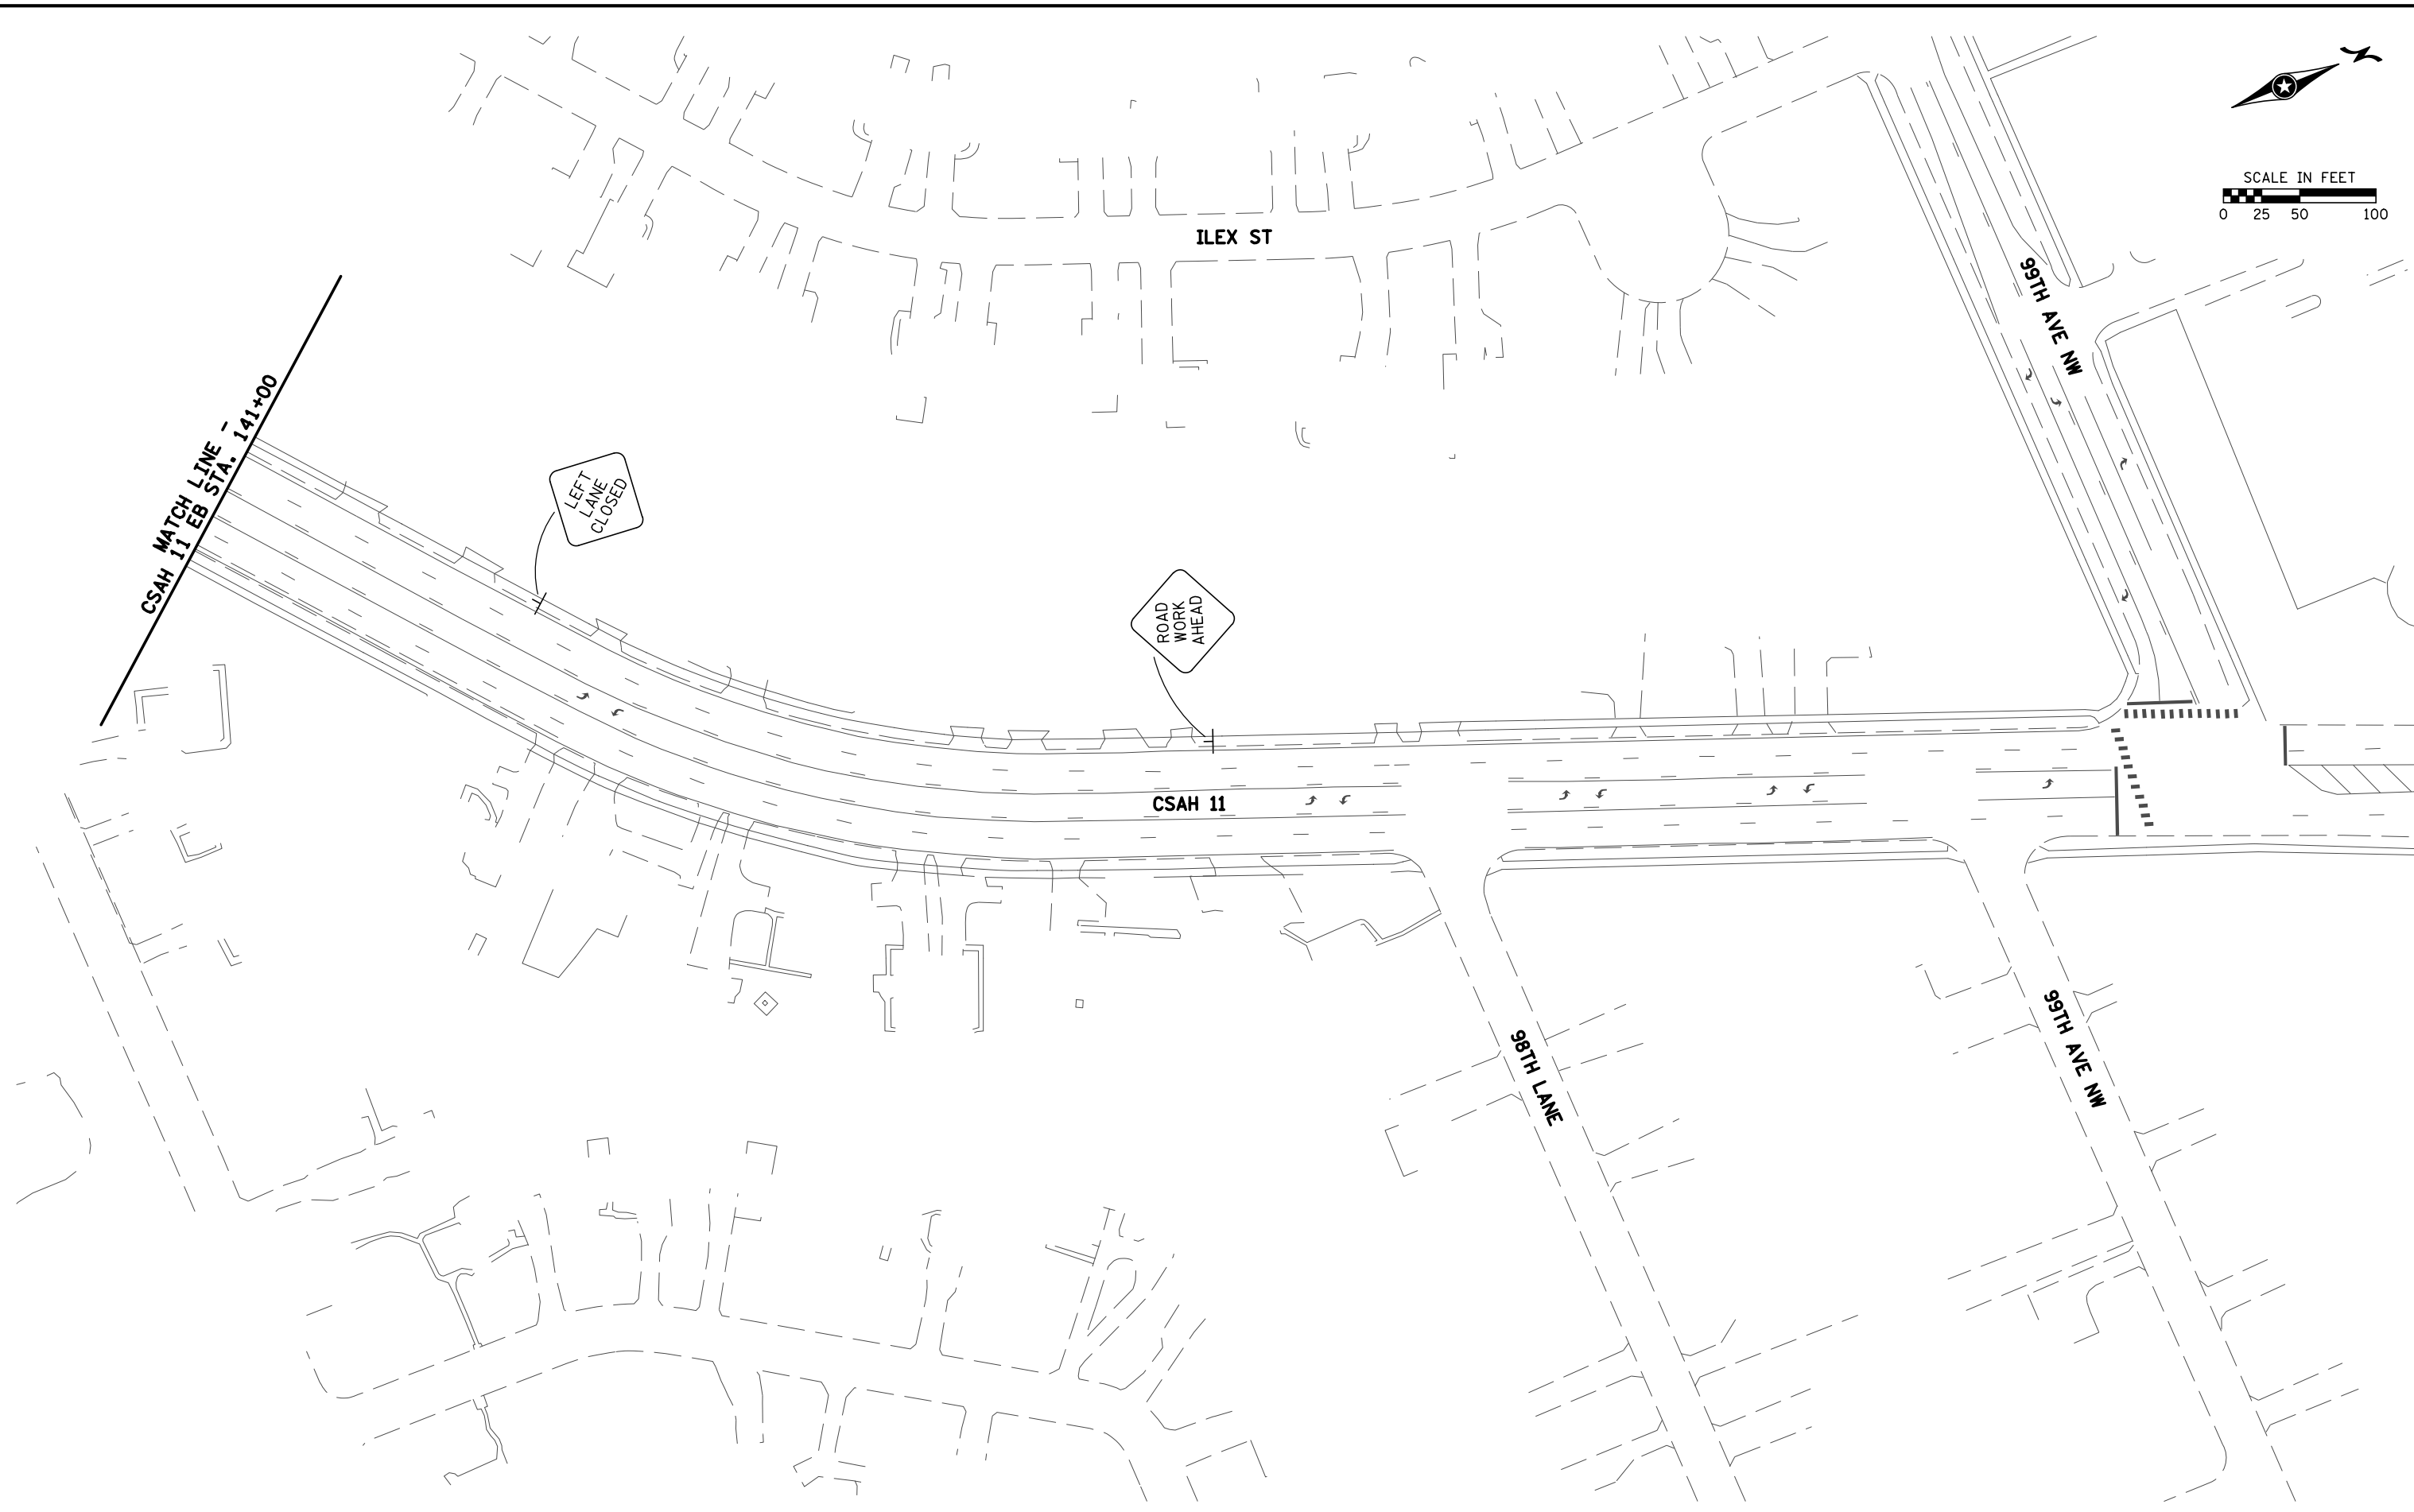 SCALE IN FEET
0 25 50 100
ILEX ST
99TH AVE NW
MATCH LINE -
CSAH 11 EB STA. 141+00
LEFT
LANE
CLOSED
ROAD
WORK
AHEAD
CSAH 11
98TH LANE
99TH AVE NW